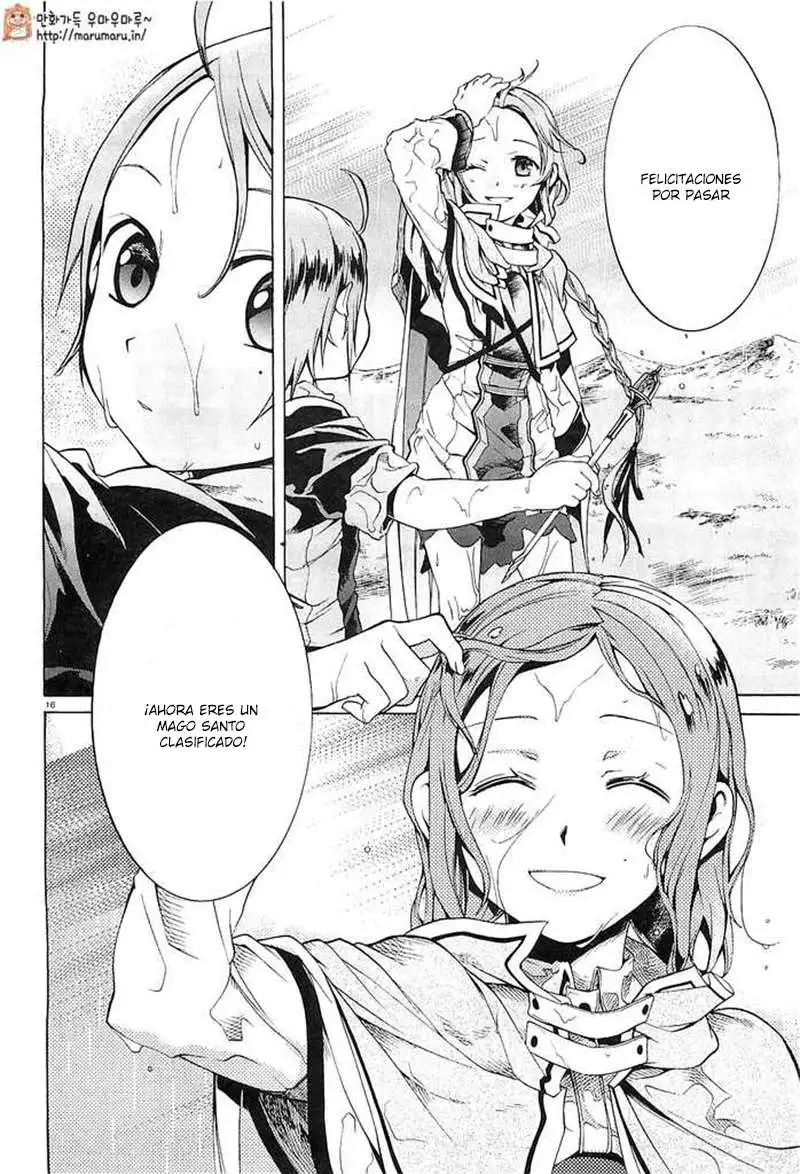 만화가득 우마우마루~
http://marumaru.in/
FELICITACIONES
POR PASAR
¡AHORA ERES UN
MAGO SANTO
CLASIFICADO!
16